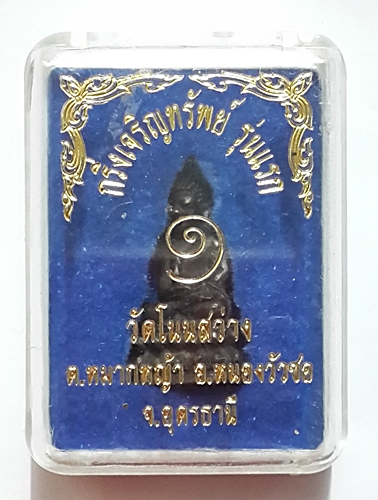 กริ่งเจริญทรัพย์ รุ่นแรก
๑
วัดโนนสว่าง
ต.หมากหญ้า อ.หนองวัวซอ
จ.อุดรธานี